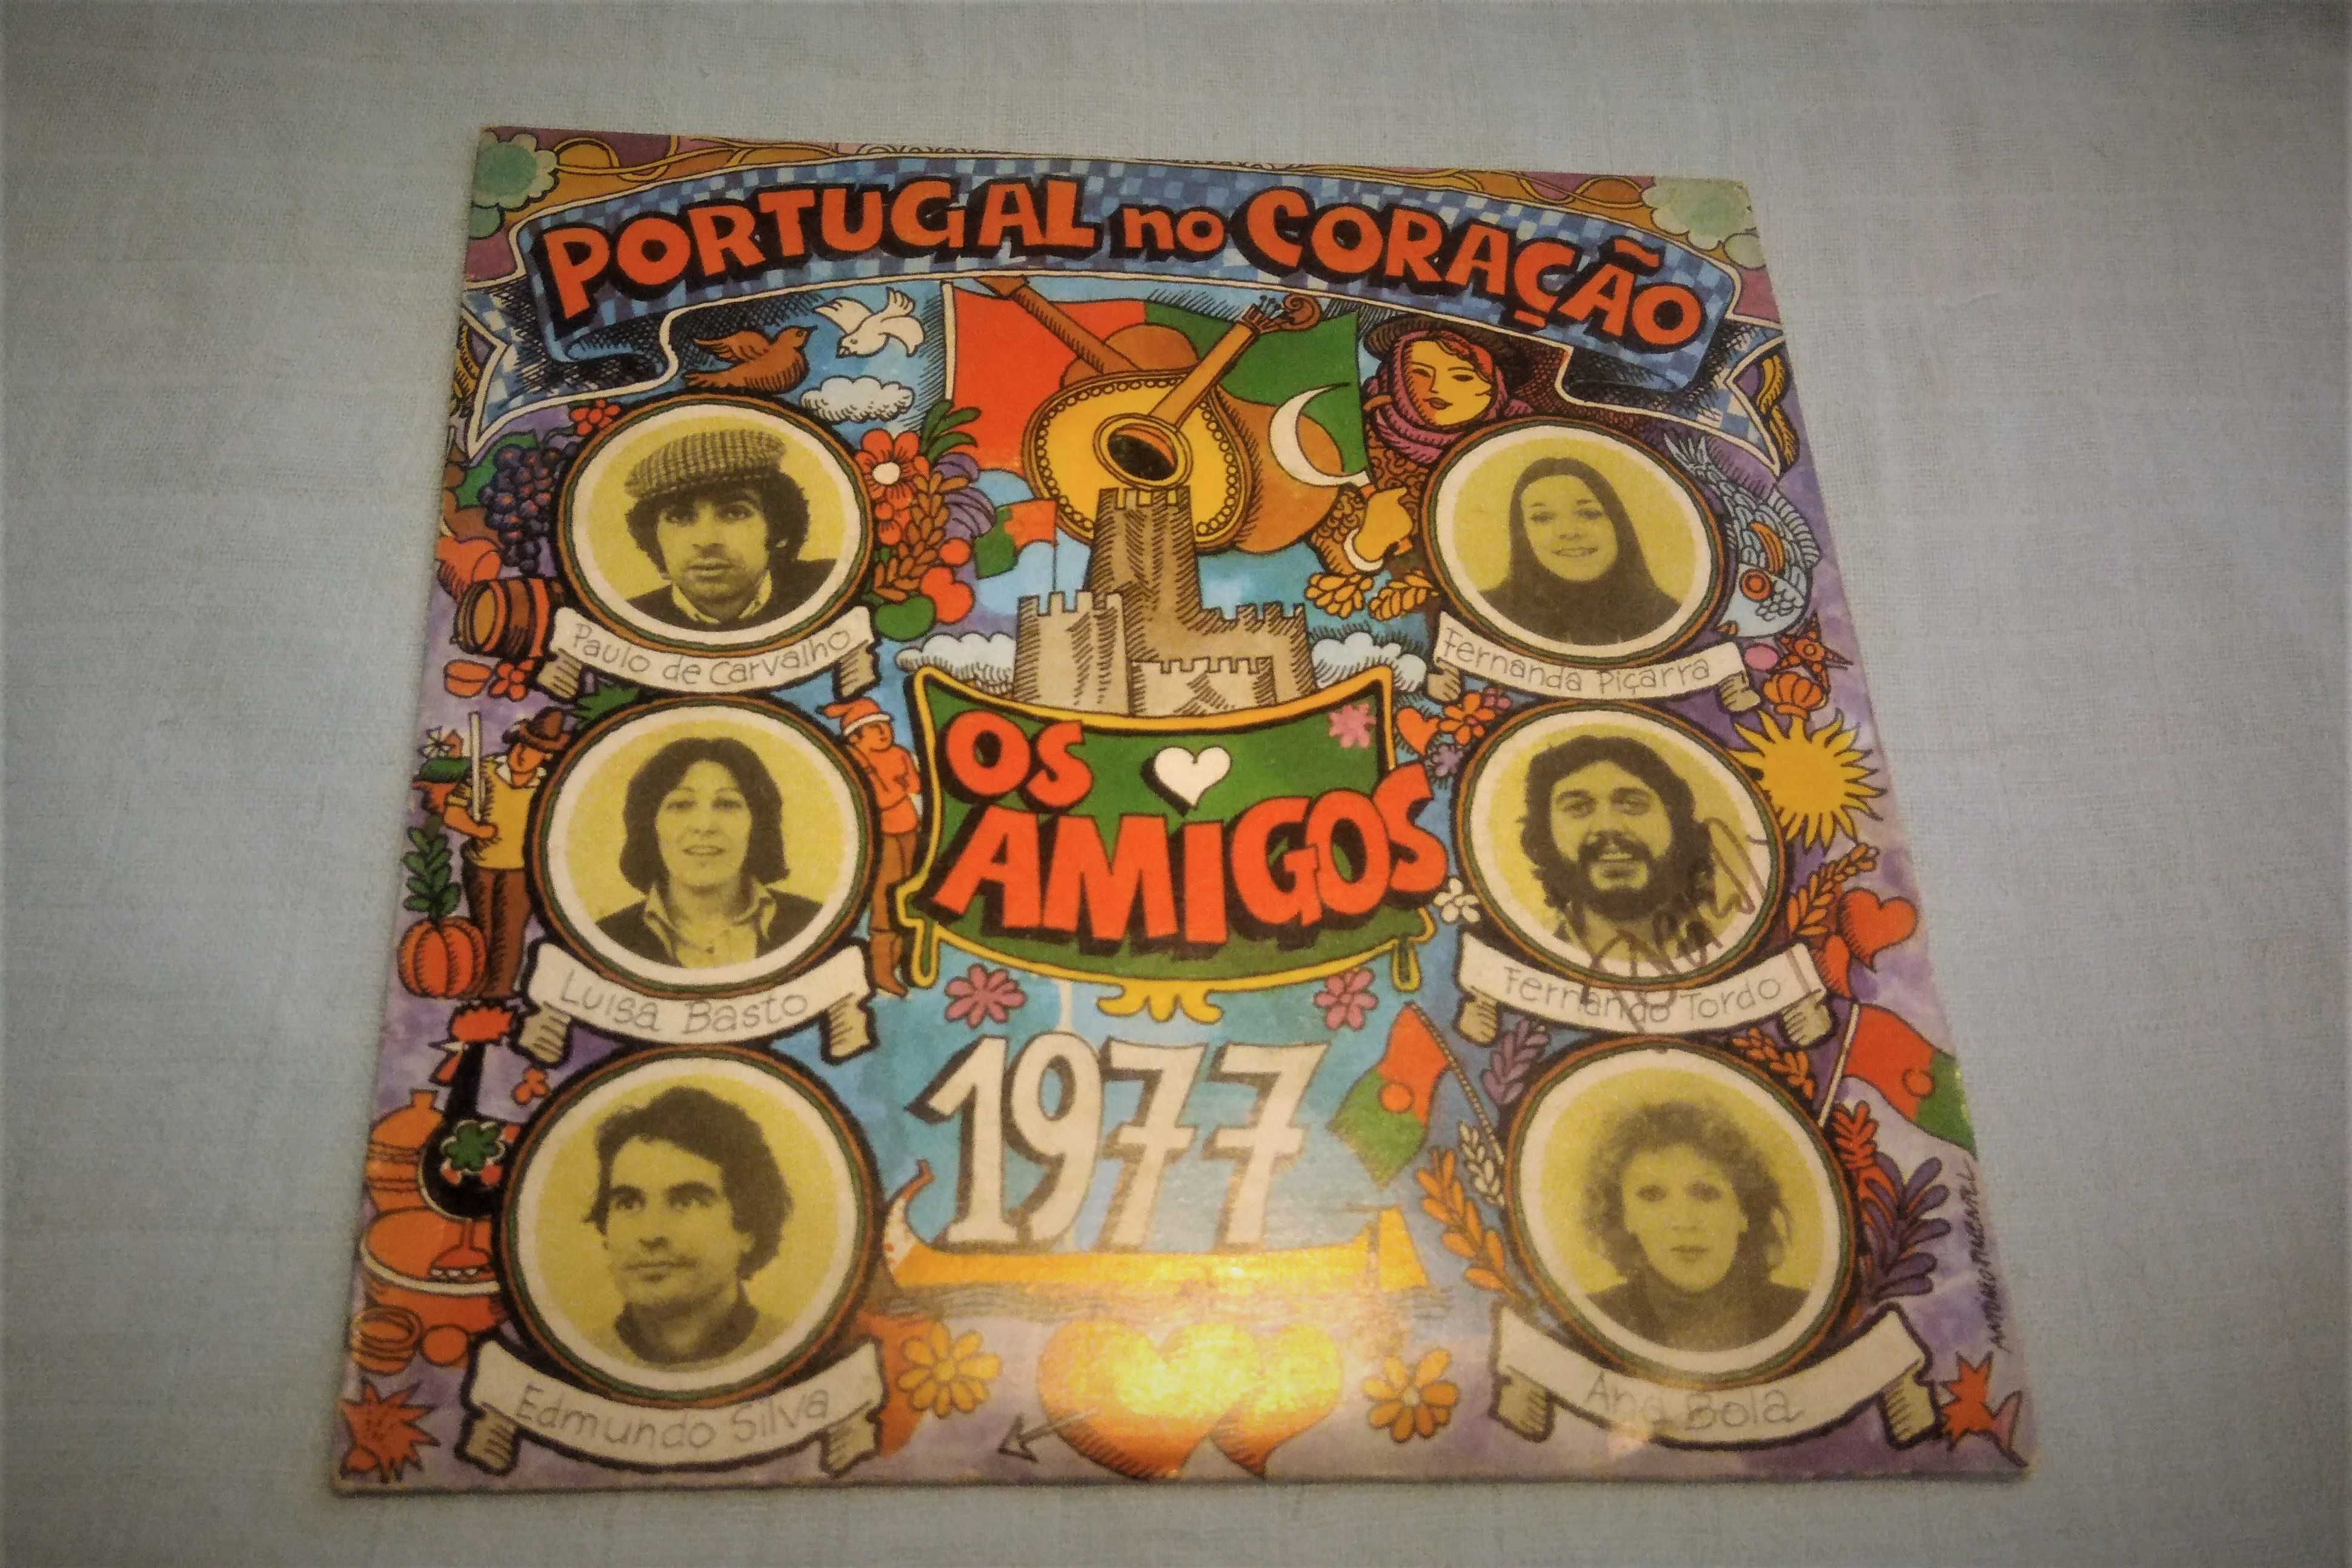 PORTUGAL no CORAÇÃO
Paulo de Carvalho
Fernanda Piçarra
OS
AMIGOS
Luisa Basto
Fernando Tordo
1977
Edmundo Silva
Ana Bola